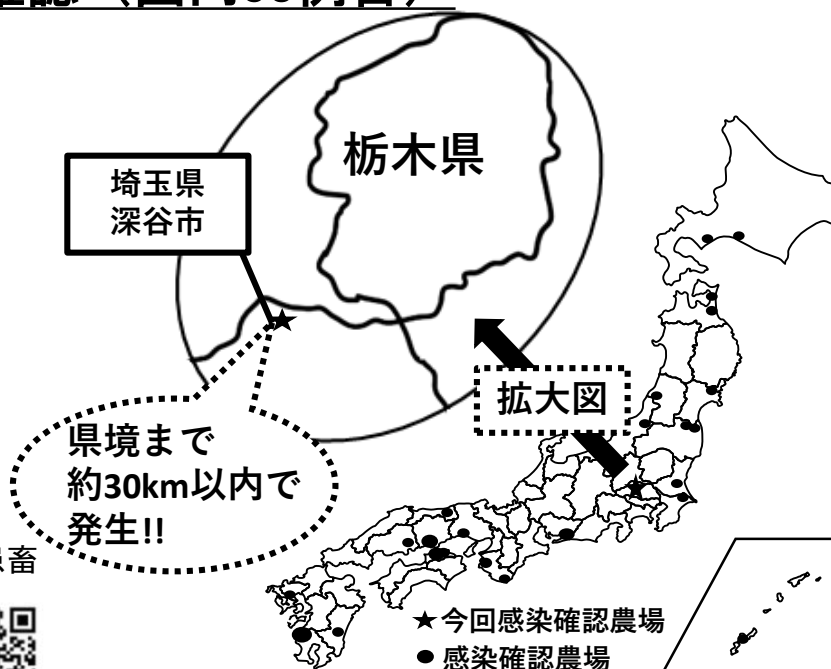 栃木県
埼玉県
深谷市
拡大図
県境まで
約30km以内で
発生!!
患畜
★今回感染確認農場
●感染確認農場